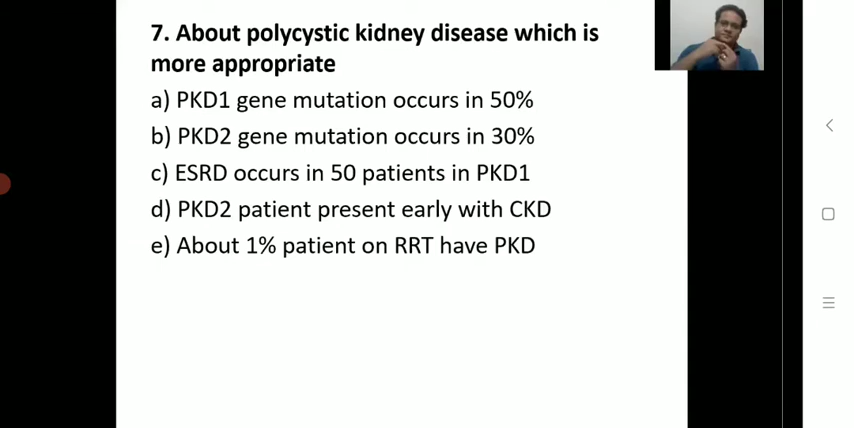 7. About polycystic kidney disease which is
more appropriate
a) PKD1 gene mutation occurs in 50%
b) PKD2 gene mutation occurs in 30%
c) ESRD occurs in 50 patients in PKD1
d) PKD2 patient present early with CKD
e) About 1% patient on RRT have PKD